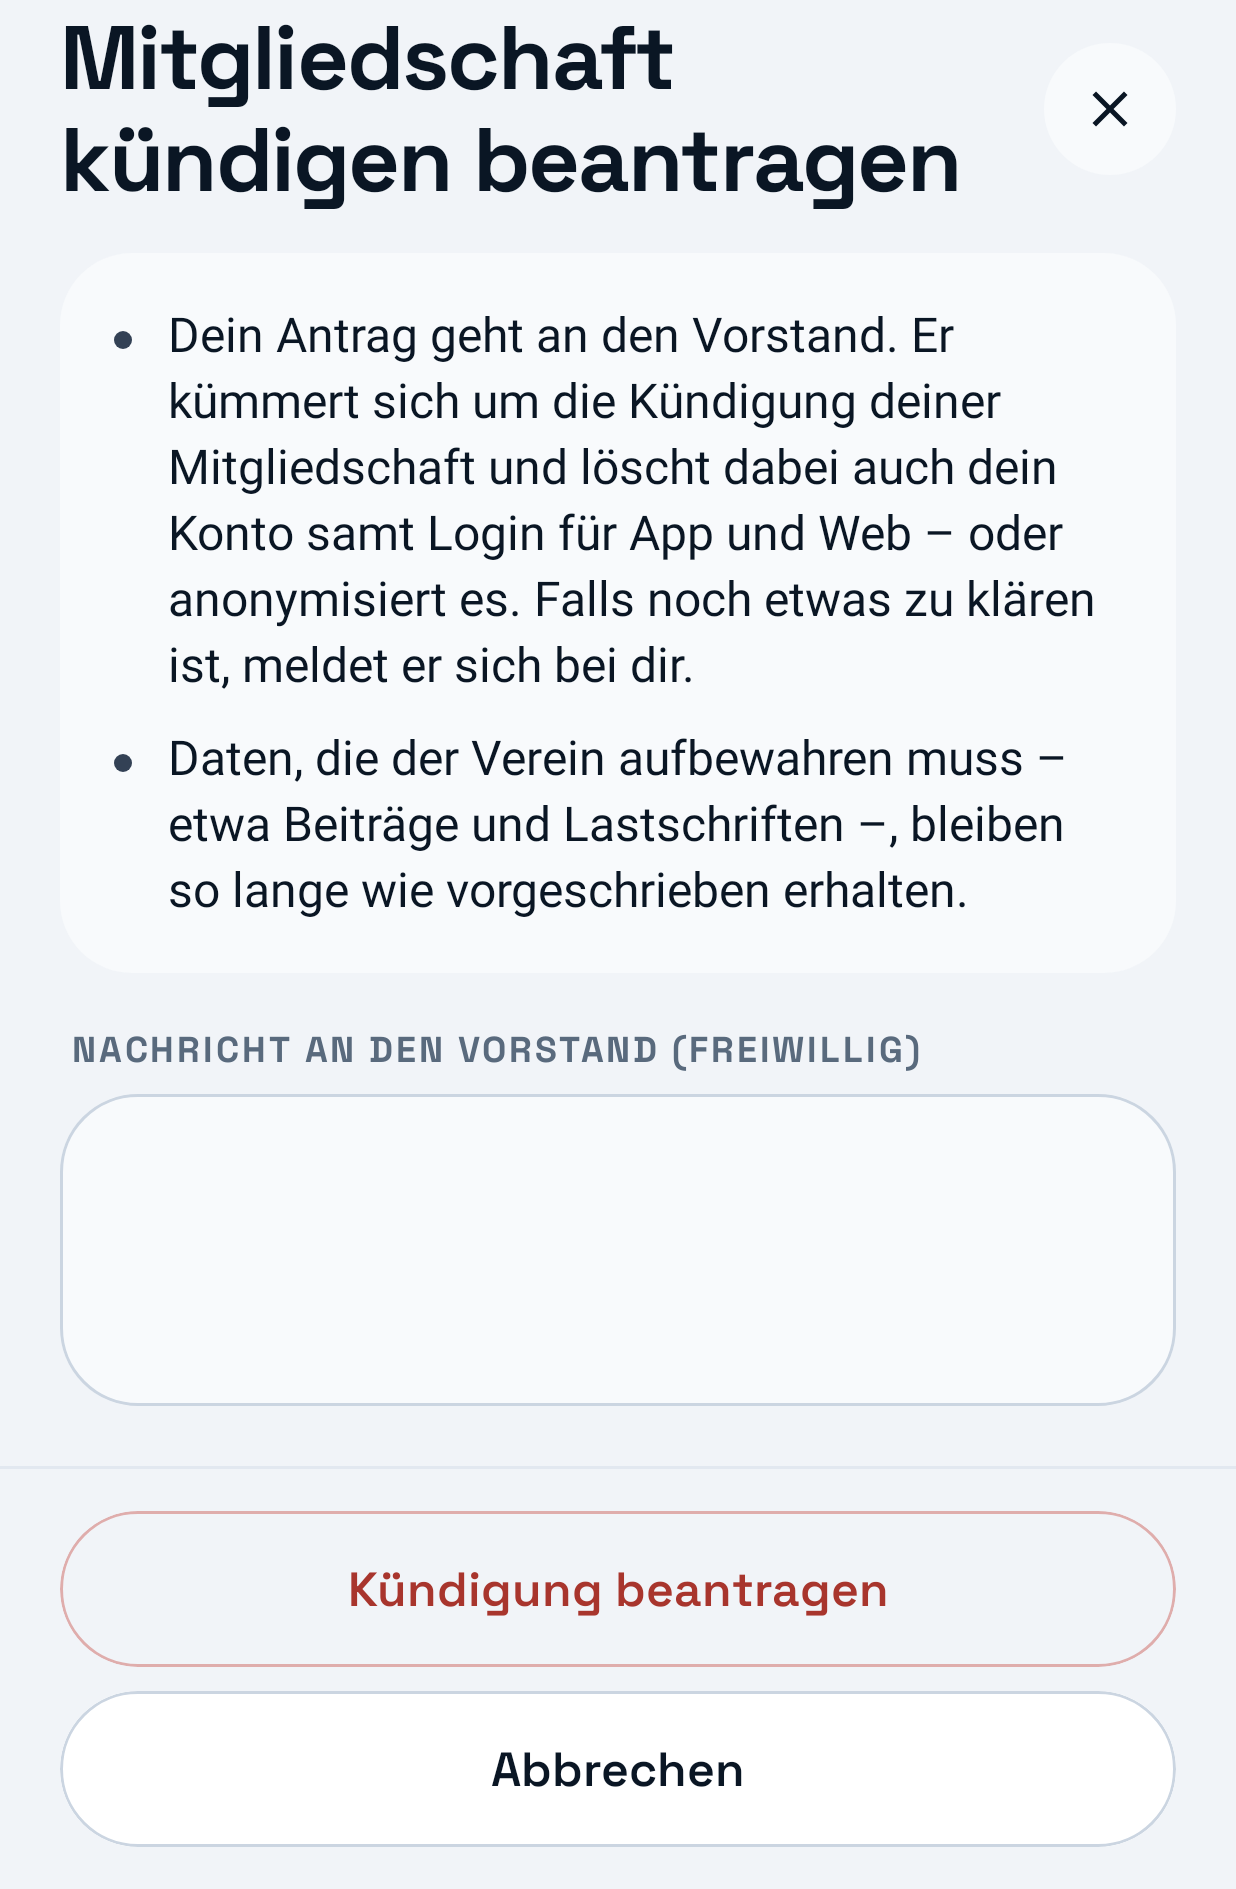 Mitgliedschaft
kündigen beantragen
Dein Antrag geht an den Vorstand. Er
kümmert sich um die Kündigung deiner
Mitgliedschaft und löscht dabei auch dein
Konto samt Login für App und Web – oder
anonymisiert es. Falls noch etwas zu klären
ist, meldet er sich bei dir.
Daten, die der Verein aufbewahren muss –
etwa Beiträge und Lastschriften –, bleiben
so lange wie vorgeschrieben erhalten.
NACHRICHT AN DEN VORSTAND (FREIWILLIG)
Kündigung beantragen
Abbrechen